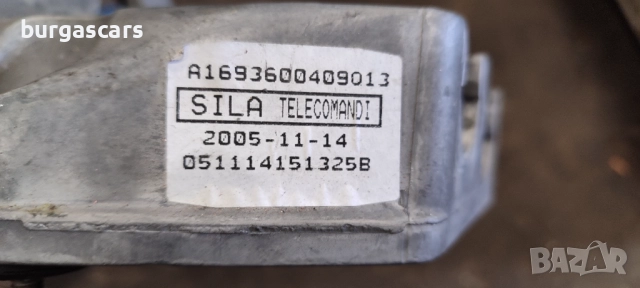 burgascars
A1693600409013
SILA TELECOMANDI
2005-11-14
051114151325B
BAZAR